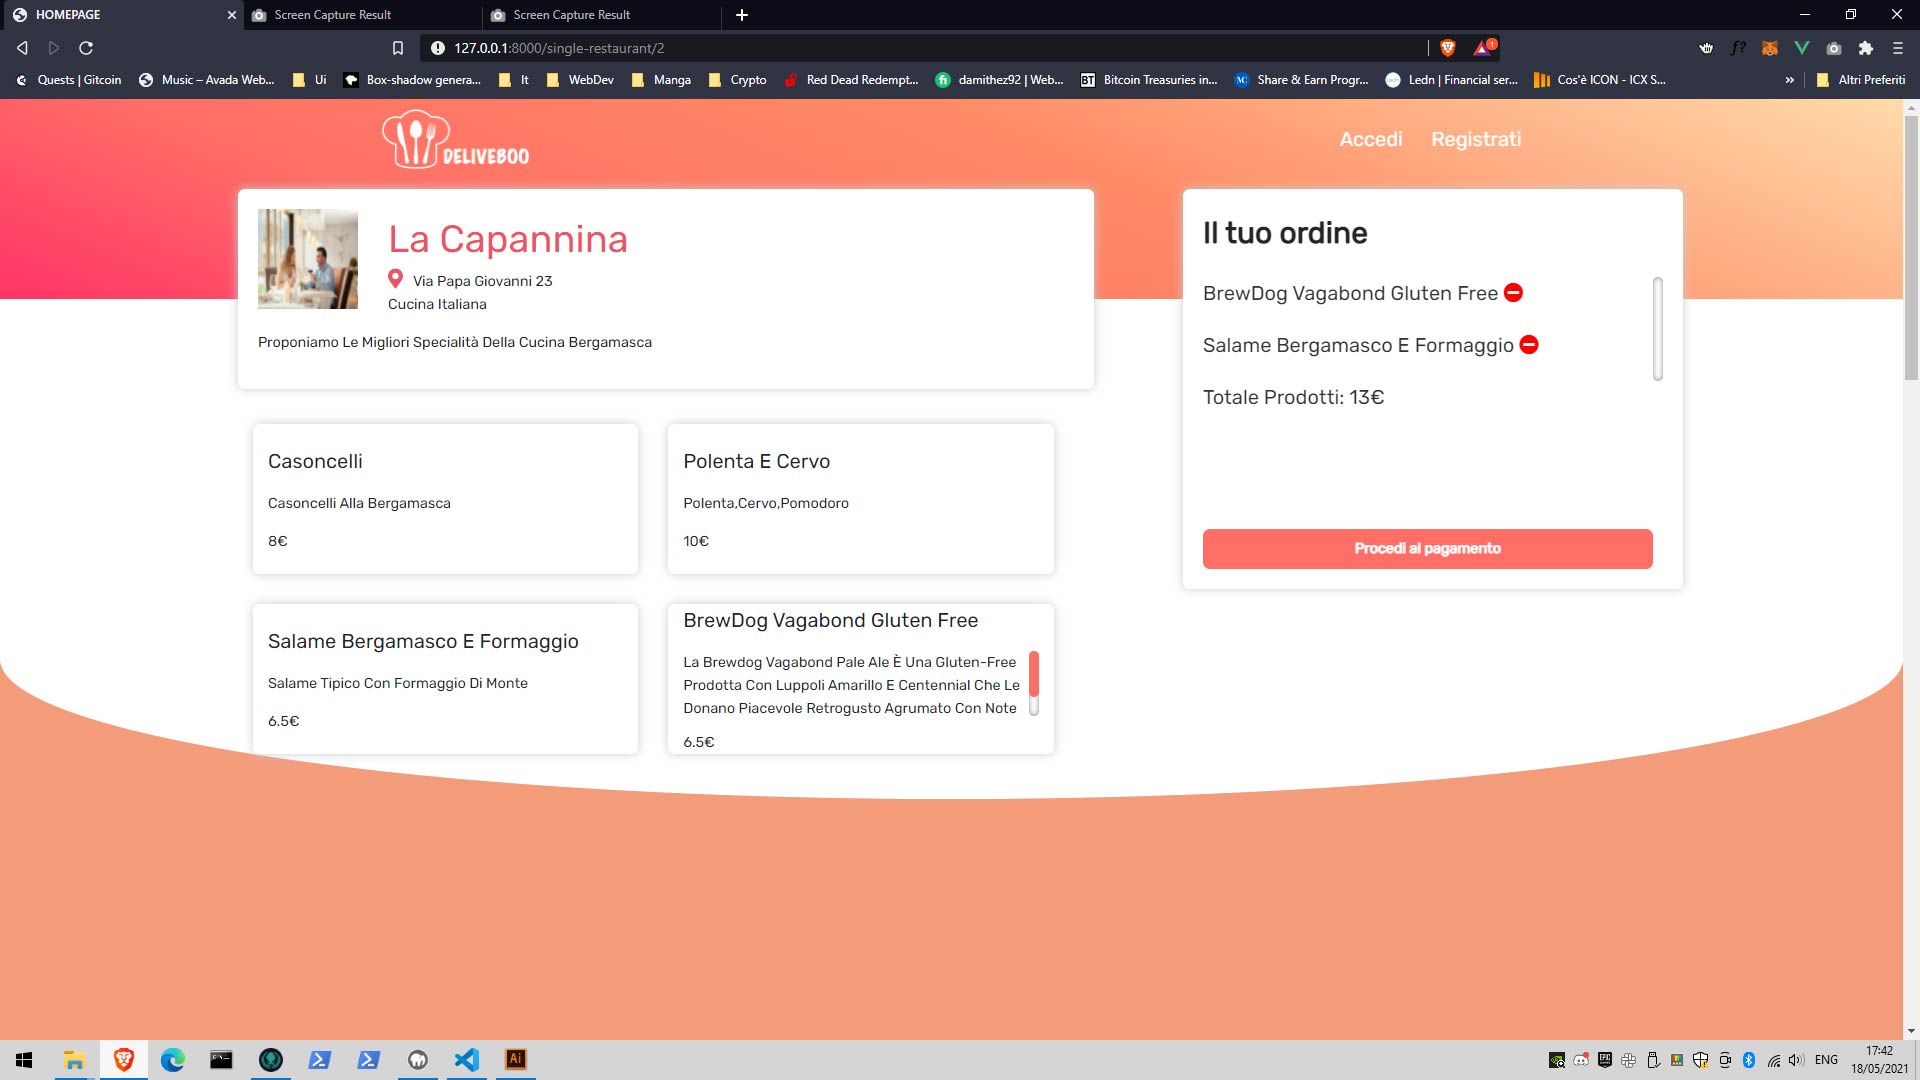 HOMEPAGE
Screen Capture Result
Screen Capture Result
127.0.0.1:8000/single-restaurant/2
1
f?
Quests | Gitcoin
Music – Avada Web...
Ui
Box-shadow genera...
It
WebDev
Manga
Crypto
Red Dead Redempt...
damithez92 | Web...
BT
Bitcoin Treasuries in...
MC
Share & Earn Progr...
Ledn | Financial ser...
Cos'è ICON - ICX S...
»
Altri Preferiti
DELIVEBOO
Accedi
Registrati
La Capannina
Via Papa Giovanni 23
Cucina Italiana
Proponiamo Le Migliori Specialità Della Cucina Bergamasca
Il tuo ordine
BrewDog Vagabond Gluten Free
Salame Bergamasco E Formaggio
Totale Prodotti: 13€
Procedi al pagamento
Casoncelli
Casoncelli Alla Bergamasca
8€
Polenta E Cervo
Polenta,Cervo,Pomodoro
10€
Salame Bergamasco E Formaggio
Salame Tipico Con Formaggio Di Monte
6.5€
BrewDog Vagabond Gluten Free
La Brewdog Vagabond Pale Ale È Una Gluten-Free
Prodotta Con Luppoli Amarillo E Centennial Che Le
Donano Piacevole Retrogusto Agrumato Con Note
6.5€
Ai
ENG
17:42
18/05/2021